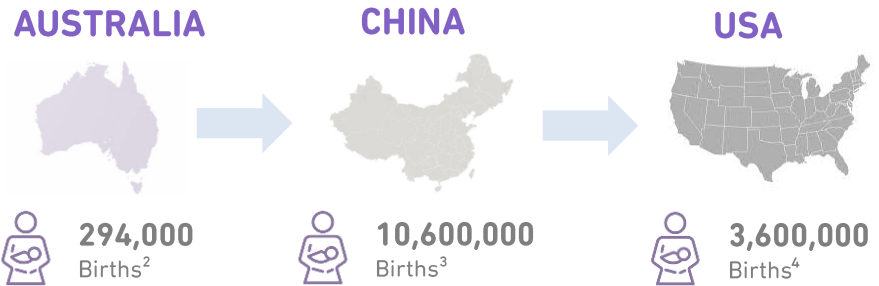 AUSTRALIA
CHINA
USA
294,000
Births²
10,600,000
Births³
3,600,000
Births⁴